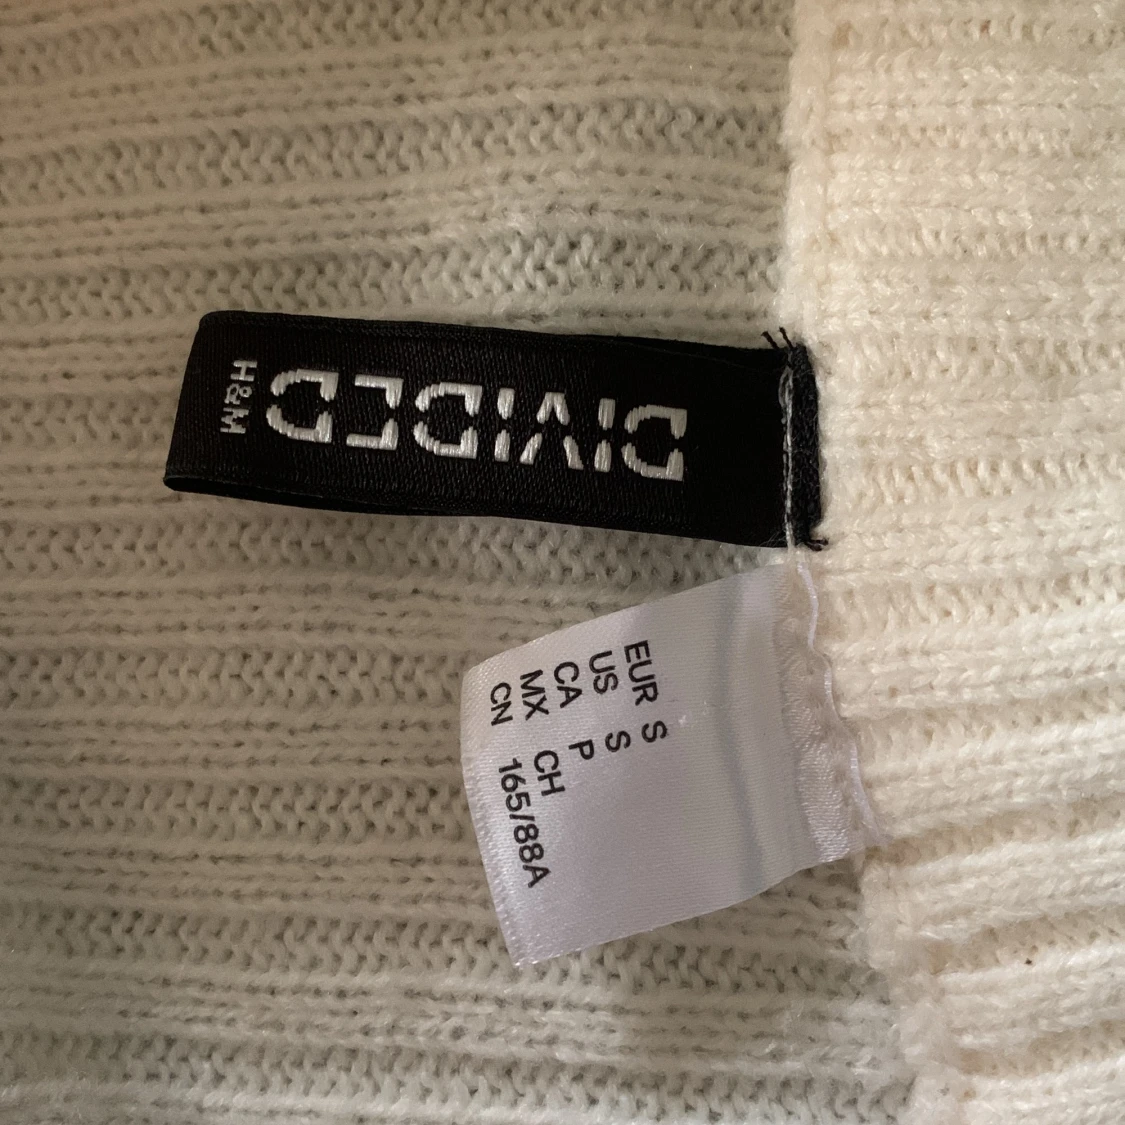 DIVIDED
H&M
EUR S
US S
CA P
MX CH
CN 165/88A